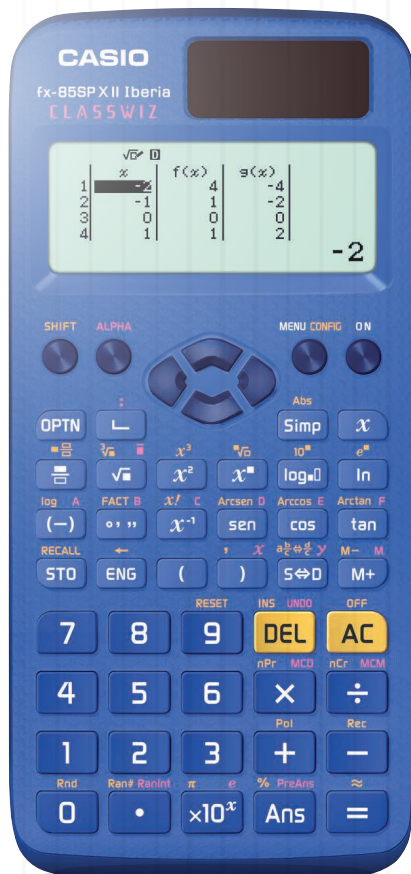 CASIO
fx-85SP X II Iberia
CLASSWIZ
√▫ D
x f(x) g(x)
1 -2 4 -4
2 -1 1 -2
3 0 0 0
4 1 1 2
-2
SHIFT ALPHA MENU CONFIG ON
: Abs
OPTN Simp x
∛▫ x³ ▪√▫ 10▪ e▪
√▪ x² x▪ log▪▯ ln
log A FACT B x! C Arcsen D Arccos E Arctan F
(−) ° ’ ” x⁻¹ sen cos tan
RECALL ← , x a b/c⇔d/c y M− M
STO ENG ( ) S⇔D M+
RESET INS UNDO OFF
7 8 9 DEL AC
nPr MCD nCr MCM
4 5 6 × ÷
Pol Rec
1 2 3 + −
Rnd Ran# RanInt π e % PreAns ≈
0 • ×10ˣ Ans =